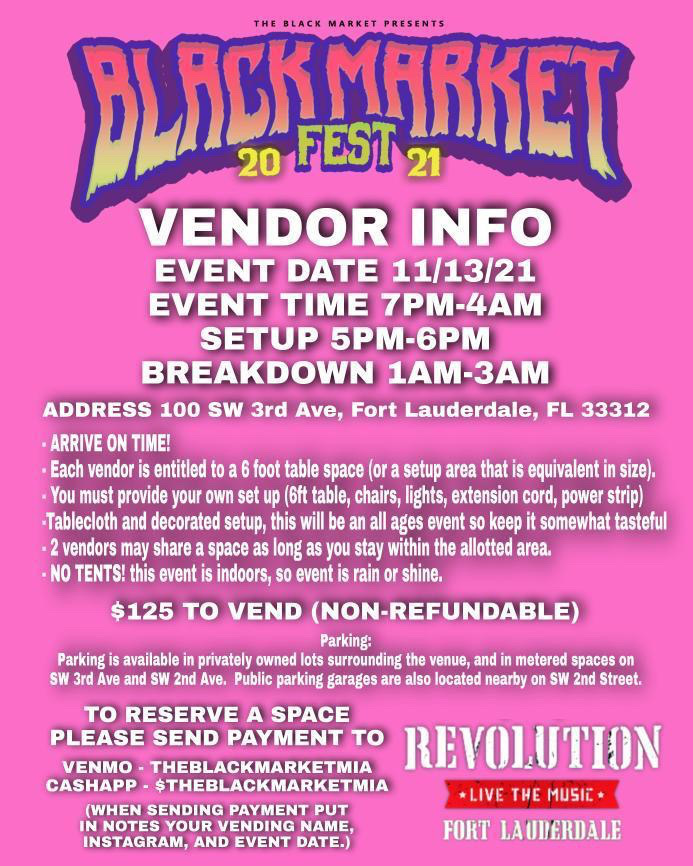 THE BLACK MARKET PRESENTS
BLACK MARKET
20 FEST 21
VENDOR INFO
EVENT DATE 11/13/21
EVENT TIME 7PM-4AM
SETUP 5PM-6PM
BREAKDOWN 1AM-3AM
ADDRESS 100 SW 3rd Ave, Fort Lauderdale, FL 33312
- ARRIVE ON TIME!
- Each vendor is entitled to a 6 foot table space (or a setup area that is equivalent in size).
- You must provide your own set up (6ft table, chairs, lights, extension cord, power strip)
-Tablecloth and decorated setup, this will be an all ages event so keep it somewhat tasteful
- 2 vendors may share a space as long as you stay within the allotted area.
- NO TENTS! this event is indoors, so event is rain or shine.
$125 TO VEND (NON-REFUNDABLE)
Parking:
Parking is available in privately owned lots surrounding the venue, and in metered spaces on
SW 3rd Ave and SW 2nd Ave. Public parking garages are also located nearby on SW 2nd Street.
TO RESERVE A SPACE
PLEASE SEND PAYMENT TO
VENMO - THEBLACKMARKETMIA
CASHAPP - $THEBLACKMARKETMIA
(WHEN SENDING PAYMENT PUT
IN NOTES YOUR VENDING NAME,
INSTAGRAM, AND EVENT DATE.)
REVOLUTION
LIVE THE MUSIC
FORT LAUDERDALE